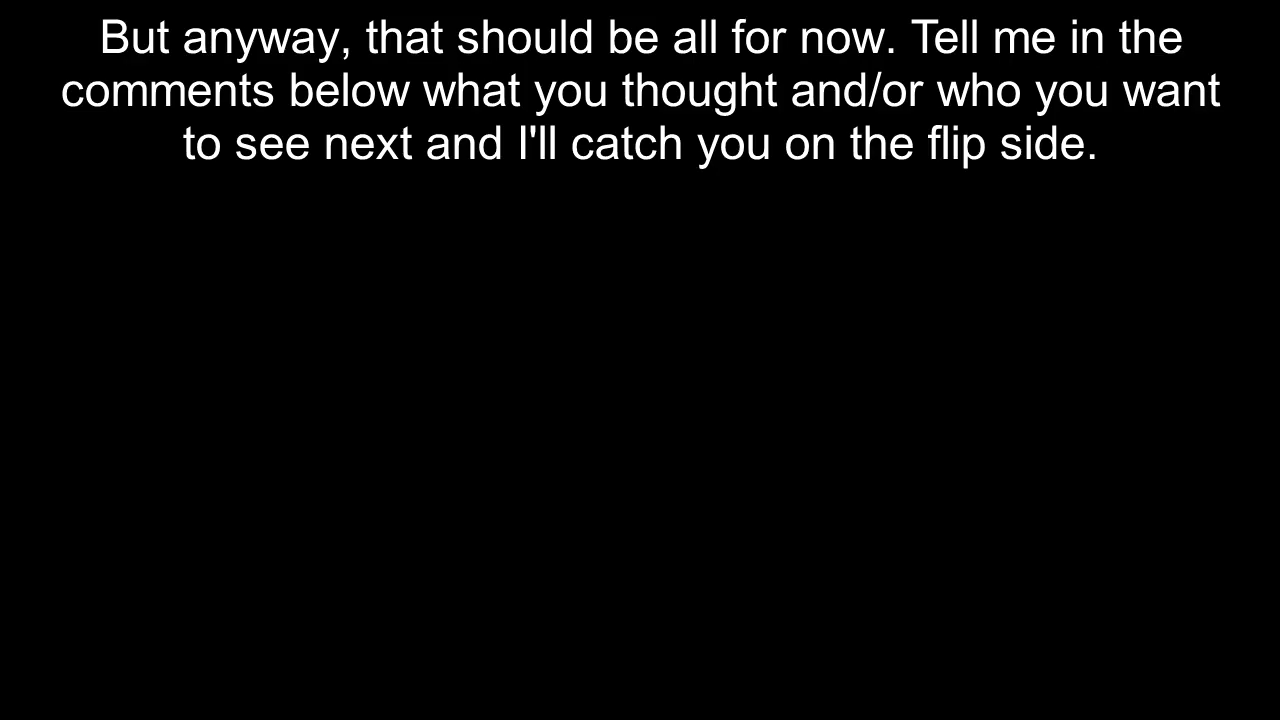 But anyway, that should be all for now. Tell me in the
comments below what you thought and/or who you want
to see next and I'll catch you on the flip side.